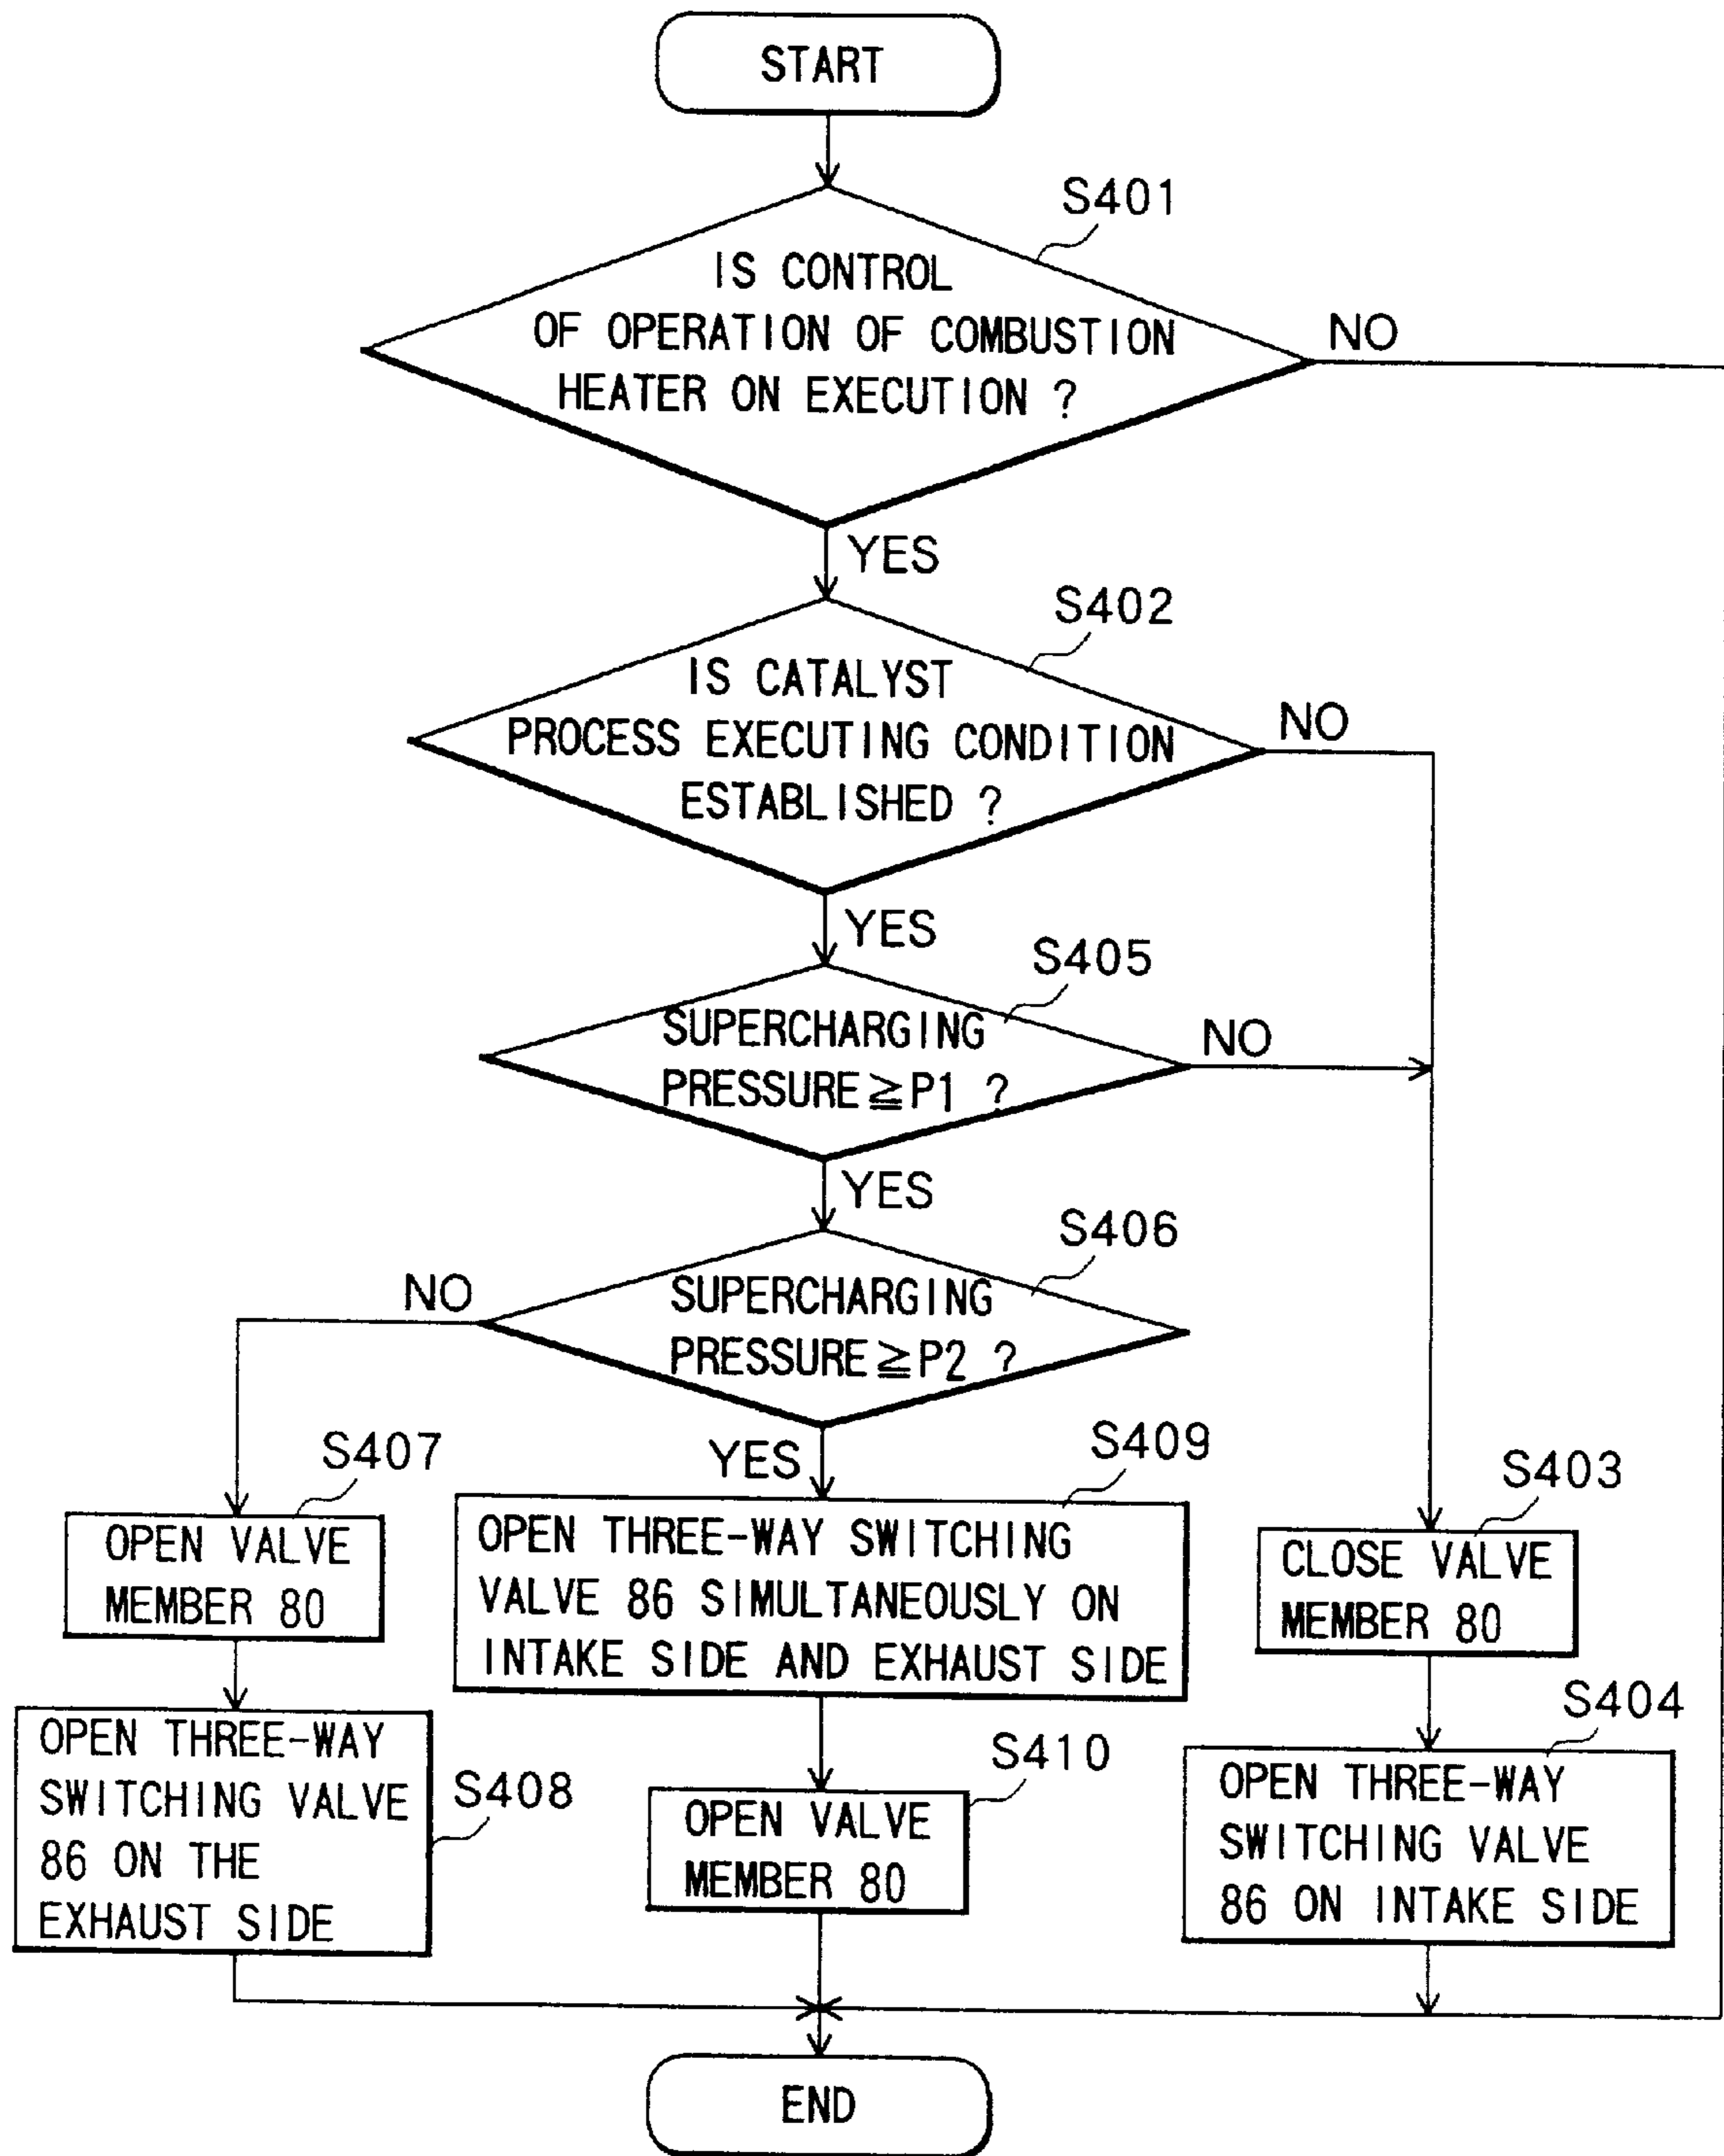 START
S401
IS CONTROL
OF OPERATION OF COMBUSTION
HEATER ON EXECUTION ?
NO
YES
S402
IS CATALYST
PROCESS EXECUTING CONDITION
ESTABLISHED ?
NO
YES
S405
SUPERCHARGING
PRESSURE≧P1 ?
NO
YES
S406
SUPERCHARGING
PRESSURE≧P2 ?
NO
YES
S407
OPEN VALVE
MEMBER 80
S409
OPEN THREE-WAY SWITCHING
VALVE 86 SIMULTANEOUSLY ON
INTAKE SIDE AND EXHAUST SIDE
S403
CLOSE VALVE
MEMBER 80
S408
OPEN THREE-WAY
SWITCHING VALVE
86 ON THE
EXHAUST SIDE
S410
OPEN VALVE
MEMBER 80
S404
OPEN THREE-WAY
SWITCHING VALVE
86 ON INTAKE SIDE
END